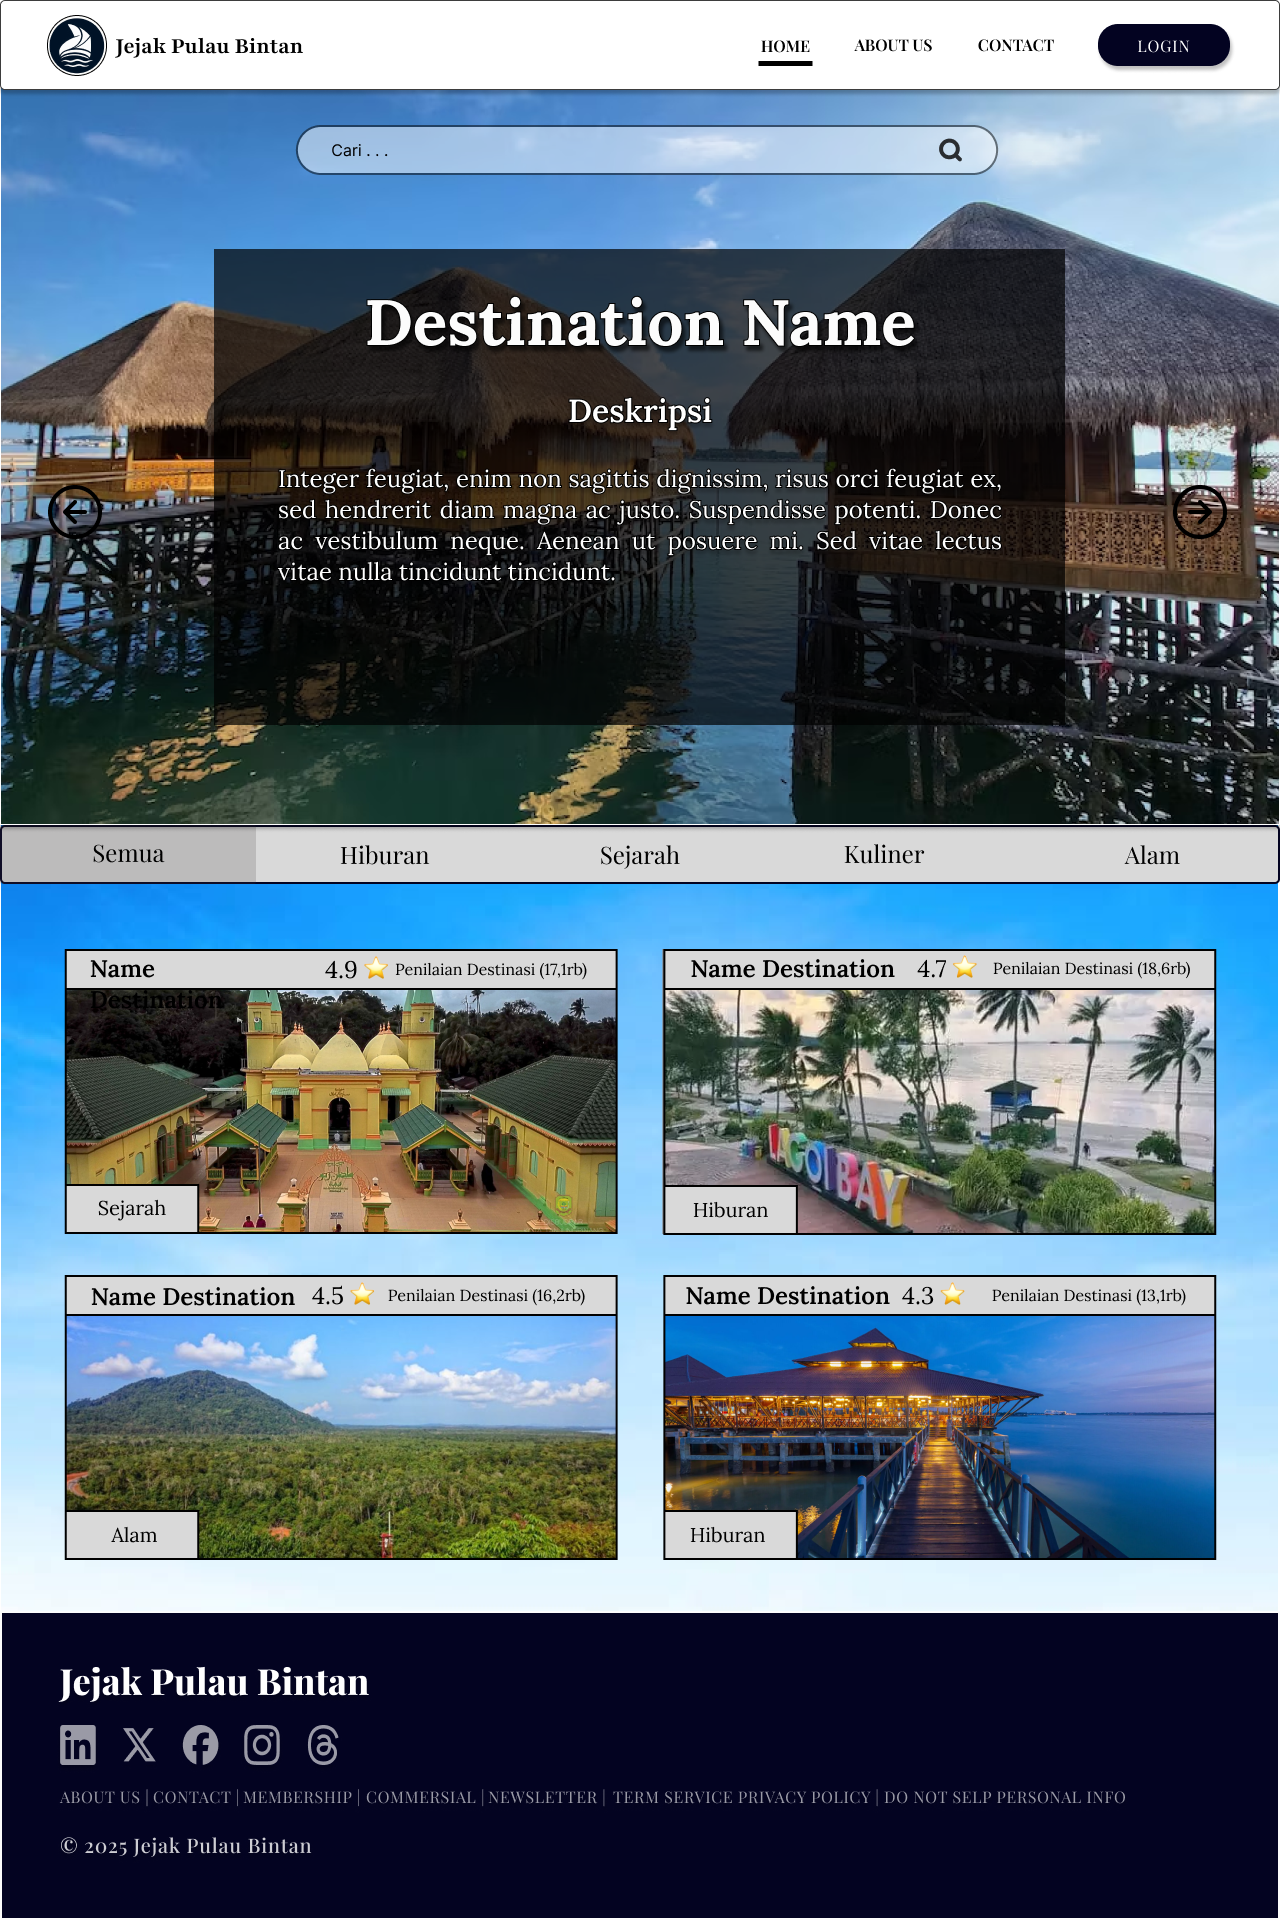 Jejak Pulau Bintan
HOME
ABOUT US
CONTACT
LOGIN
Cari . . .
Destination Name
Deskripsi
Integer feugiat, enim non sagittis dignissim, risus orci feugiat ex,
sed hendrerit diam magna ac justo. Suspendisse potenti. Donec
ac vestibulum neque. Aenean ut posuere mi. Sed vitae lectus
vitae nulla tincidunt tincidunt.
Semua
Hiburan
Sejarah
Kuliner
Alam
Name
Destination
4.9
Penilaian Destinasi (17,1rb)
Sejarah
Name Destination
4.7
Penilaian Destinasi (18,6rb)
LAGOI BAY
Hiburan
Name Destination
4.5
Penilaian Destinasi (16,2rb)
Alam
Name Destination
4.3
Penilaian Destinasi (13,1rb)
Hiburan
Jejak Pulau Bintan
ABOUT US | CONTACT | MEMBERSHIP | COMMERSIAL | NEWSLETTER | TERM SERVICE PRIVACY POLICY | DO NOT SELP PERSONAL INFO
© 2025 Jejak Pulau Bintan